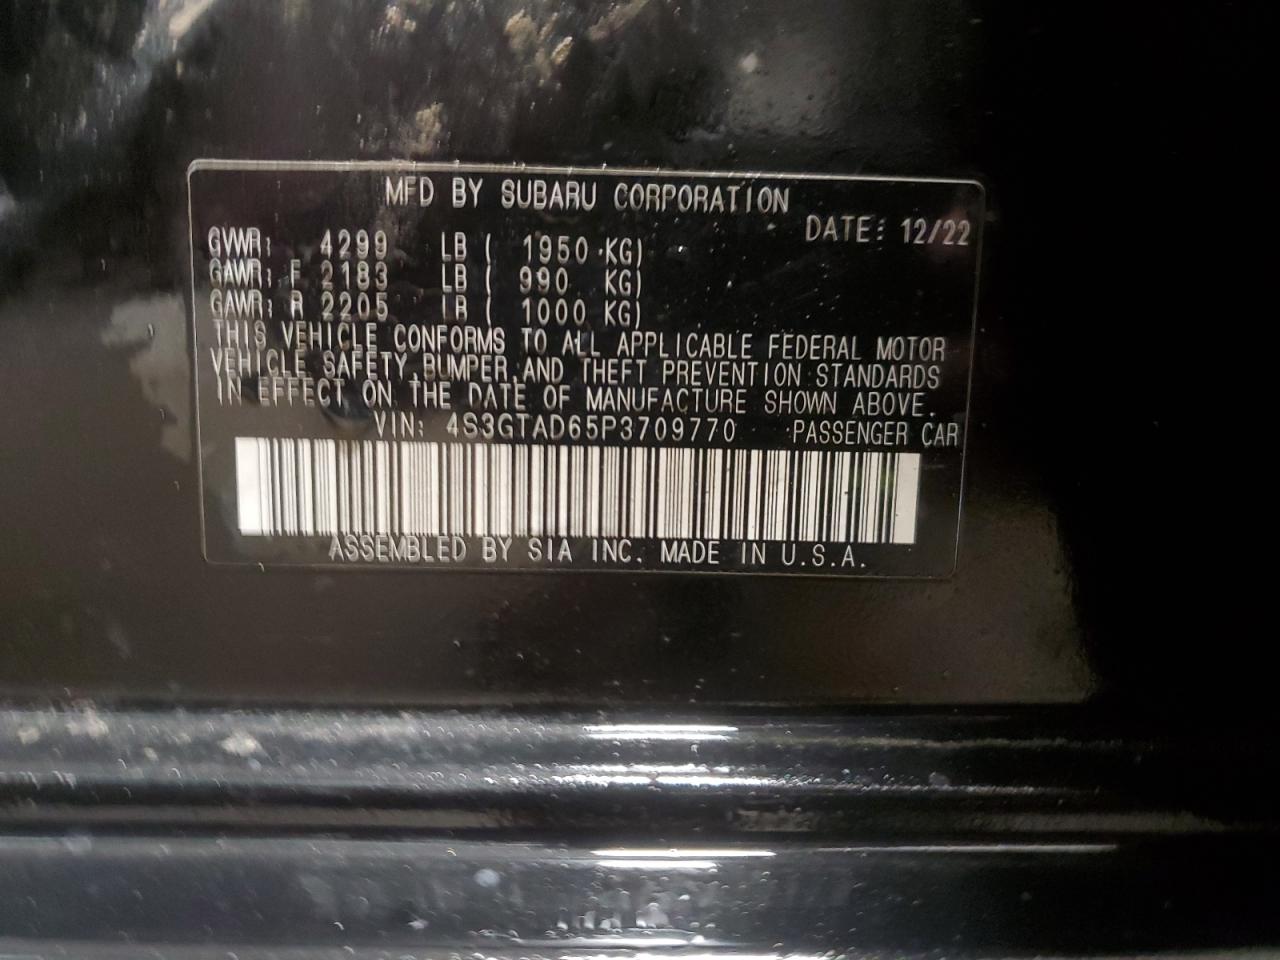 MFD BY SUBARU CORPORATION
DATE: 12/22
GVWR: 4299 LB ( 1950 KG)
GAWR: F 2183 LB ( 990 KG)
GAWR: R 2205 LB ( 1000 KG)
THIS VEHICLE CONFORMS TO ALL APPLICABLE FEDERAL MOTOR
VEHICLE SAFETY, BUMPER, AND THEFT PREVENTION STANDARDS
IN EFFECT ON THE DATE OF MANUFACTURE SHOWN ABOVE.
VIN: 4S3GTAD65P3709770 PASSENGER CAR
ASSEMBLED BY SIA INC. MADE IN U.S.A.